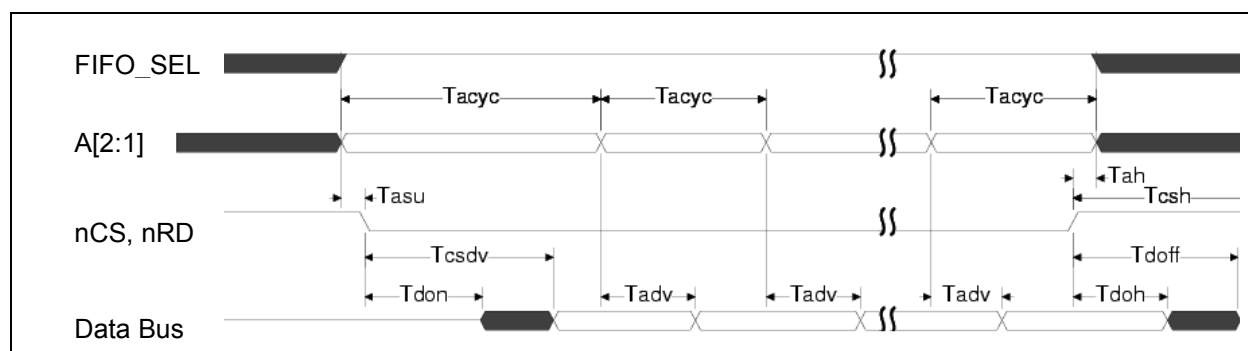 FIFO_SEL
Tacyc Tacyc Tacyc
A[2:1]
Tah
Tasu Tcsh
nCS, nRD
Tcsdv Tdoff
Tdon Tadv Tadv Tadv Tdoh
Data Bus